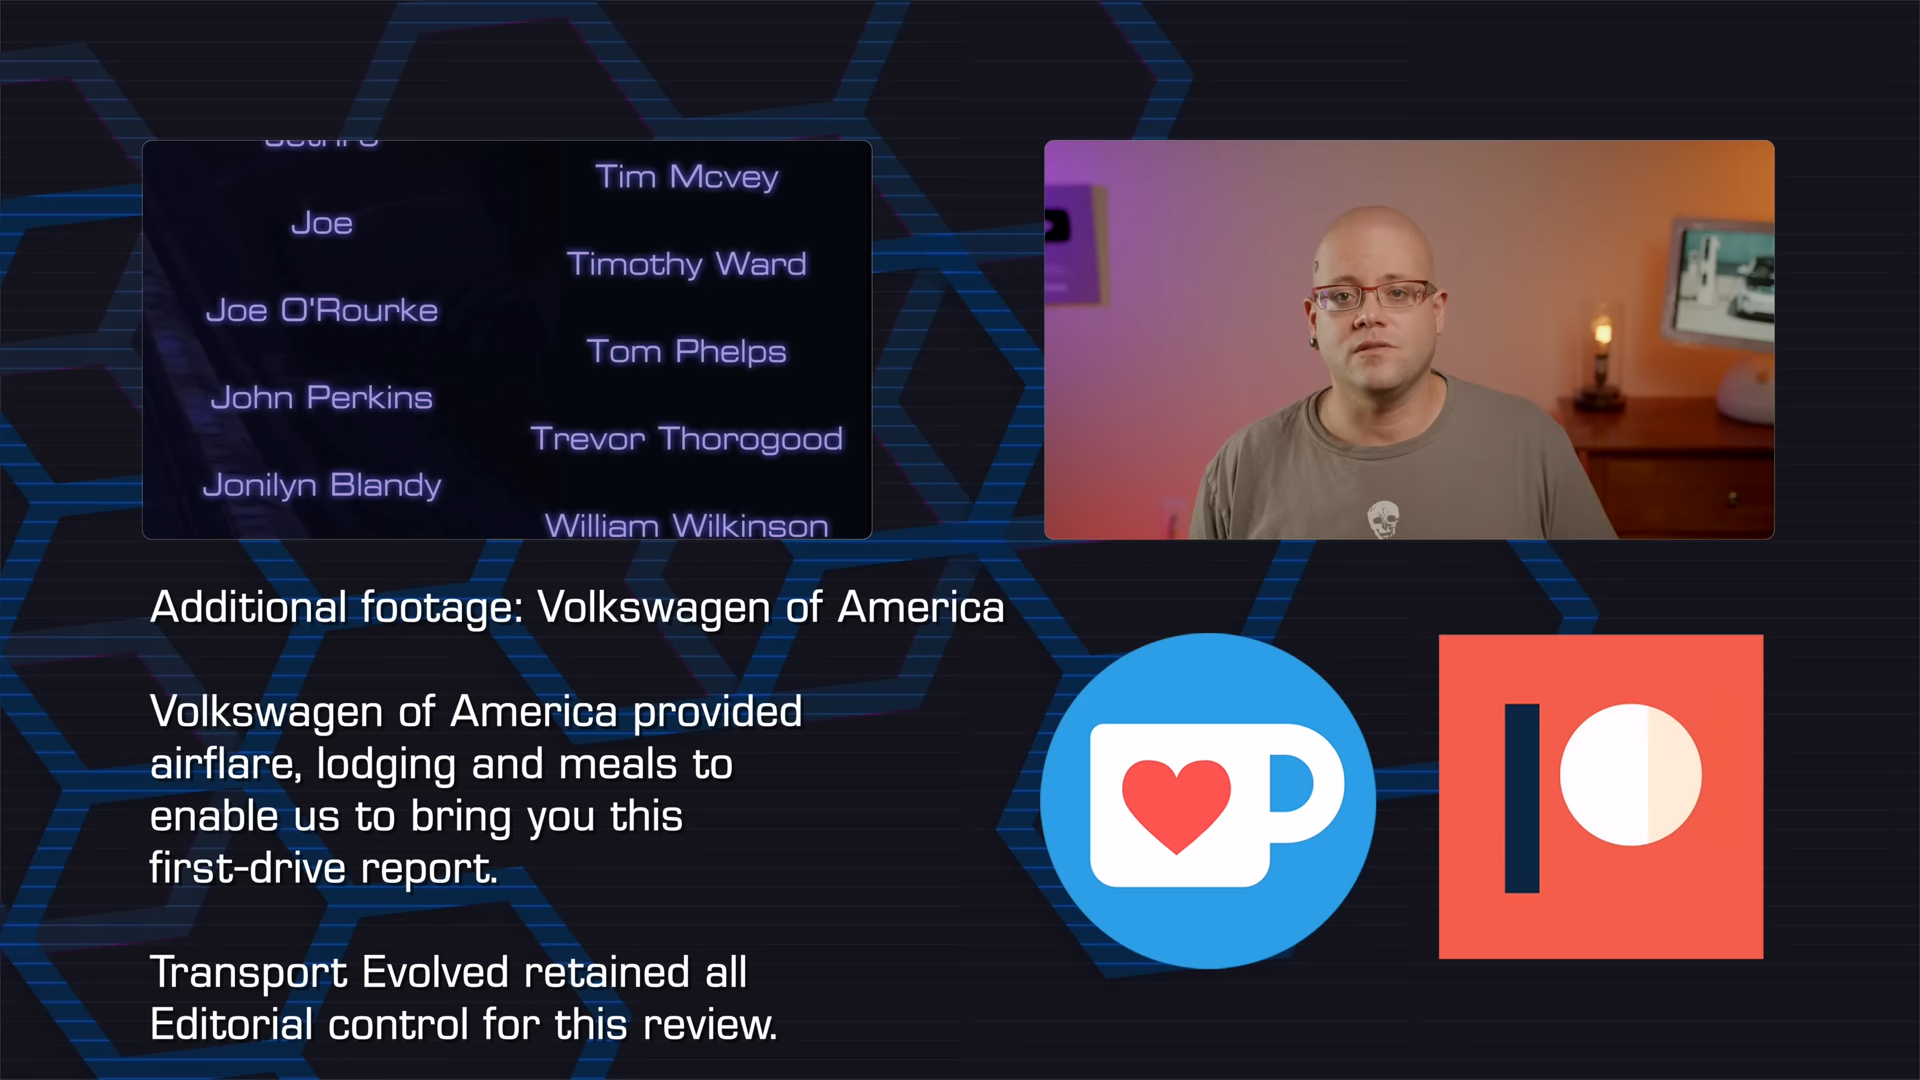 Joe
Joe O'Rourke
John Perkins
Jonilyn Blandy
Tim Mcvey
Timothy Ward
Tom Phelps
Trevor Thorogood
William Wilkinson
Additional footage: Volkswagen of America
Volkswagen of America provided
airflare, lodging and meals to
enable us to bring you this
first-drive report.
Transport Evolved retained all
Editorial control for this review.